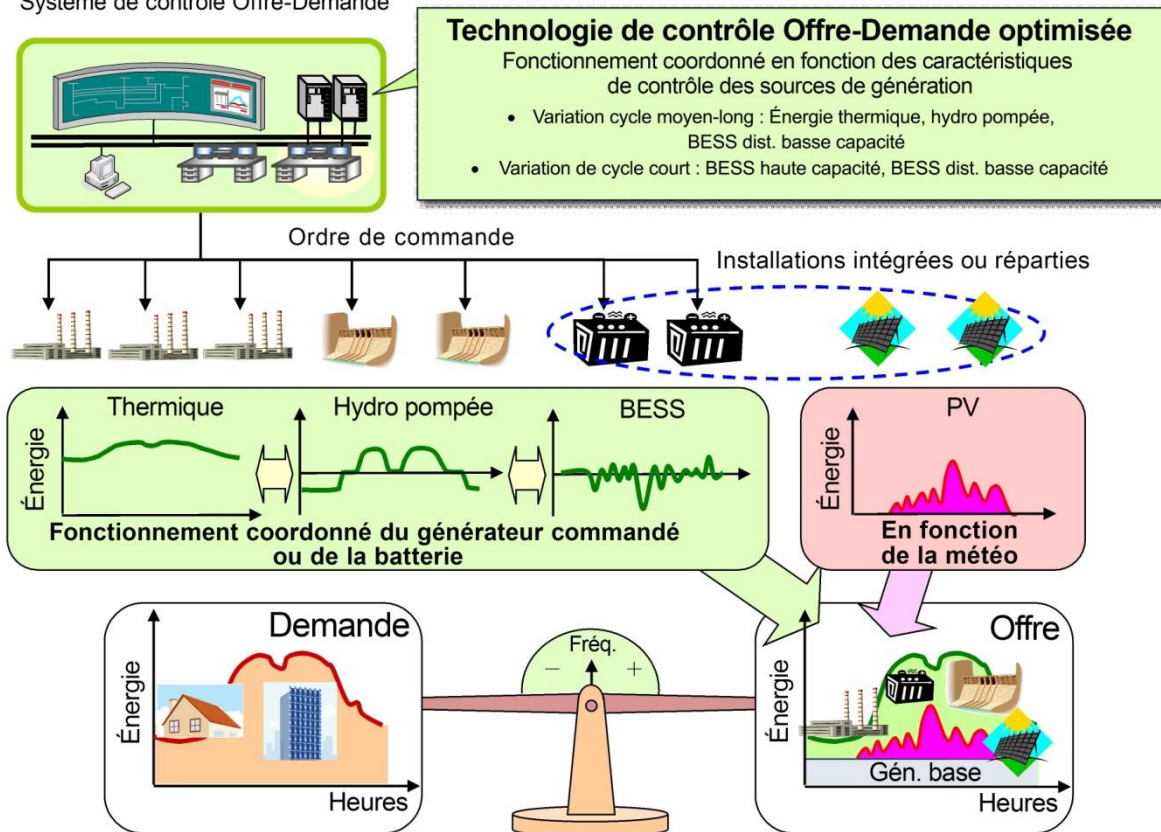 Système de contrôle Offre-Demande
Technologie de contrôle Offre-Demande optimisée
Fonctionnement coordonné en fonction des caractéristiques
de contrôle des sources de génération
• Variation cycle moyen-long : Énergie thermique, hydro pompée,
BESS dist. basse capacité
• Variation de cycle court : BESS haute capacité, BESS dist. basse capacité
Ordre de commande
Installations intégrées ou réparties
Thermique
Hydro pompée
BESS
PV
Énergie
Énergie
Fonctionnement coordonné du générateur commandé
ou de la batterie
En fonction
de la météo
Demande
Énergie
Heures
Fréq.
− +
Offre
Énergie
Gén. base
Heures